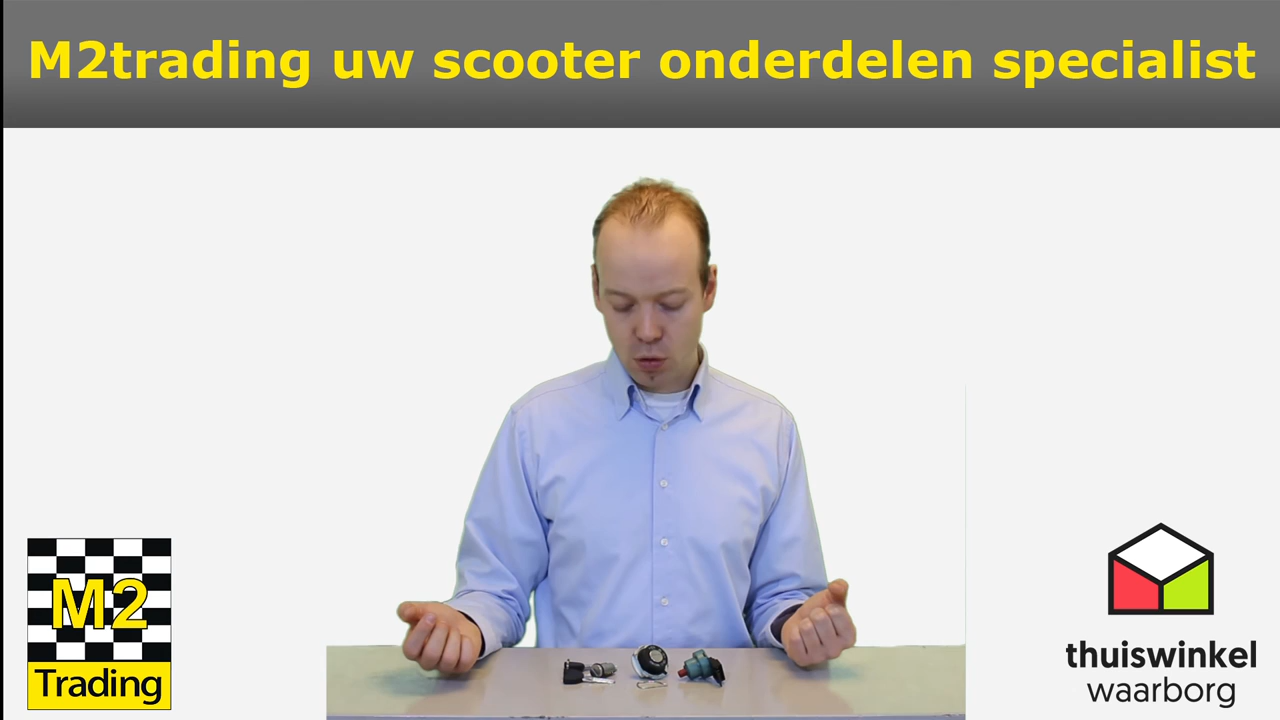 M2trading uw scooter onderdelen specialist
M2
Trading
thuiswinkel
waarborg